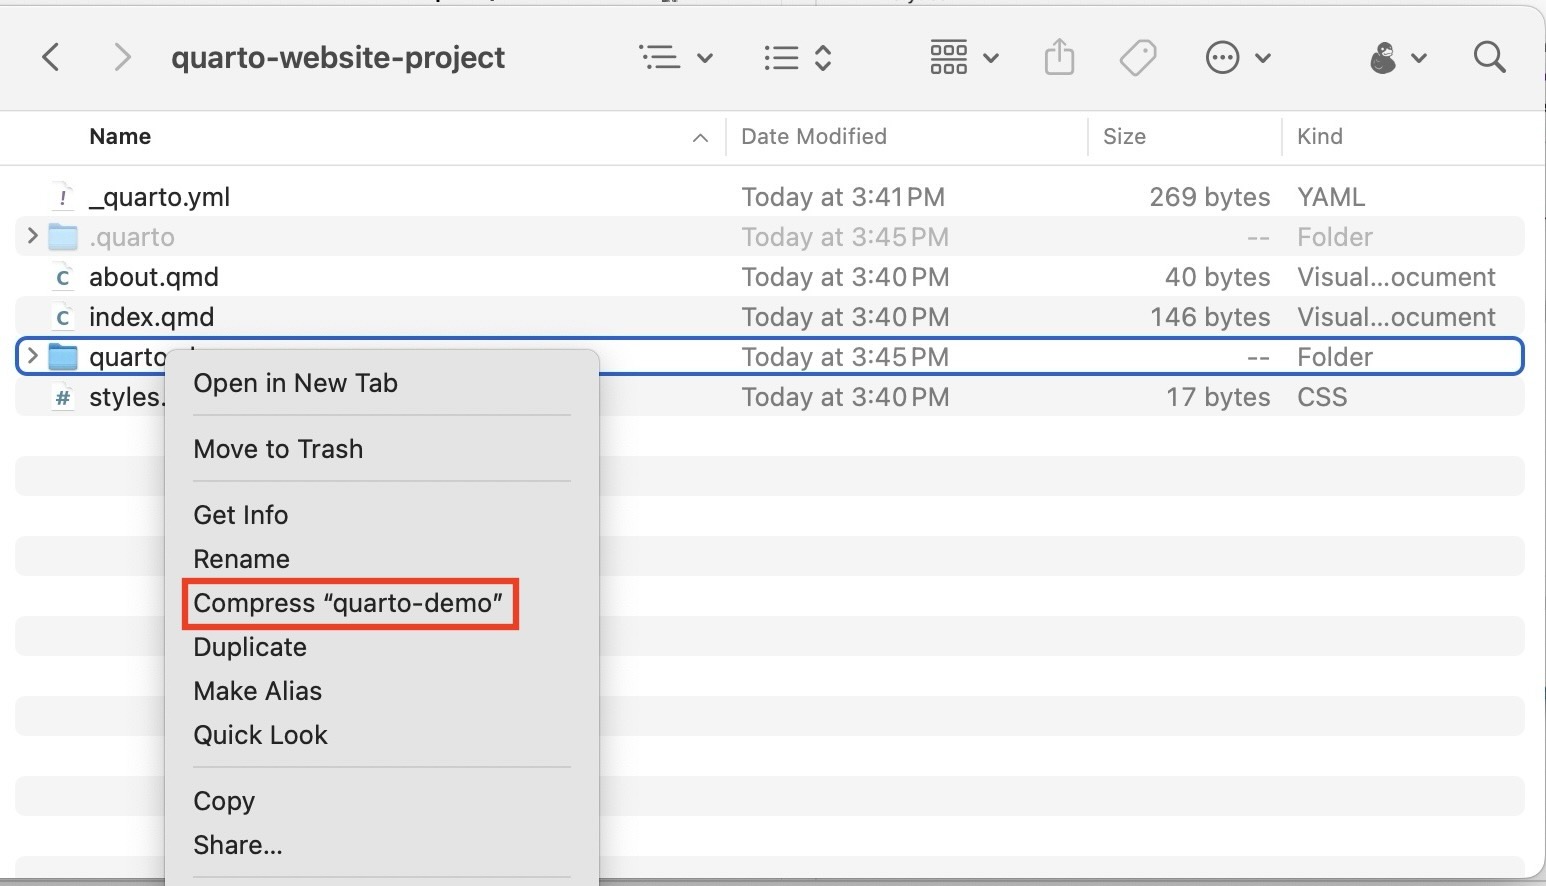 quarto-website-project
Name Date Modified Size Kind
_quarto.yml Today at 3:41 PM 269 bytes YAML
.quarto Today at 3:45 PM -- Folder
about.qmd Today at 3:40 PM 40 bytes Visual...ocument
index.qmd Today at 3:40 PM 146 bytes Visual...ocument
quarto Today at 3:45 PM -- Folder
styles. Today at 3:40 PM 17 bytes CSS
Open in New Tab
Move to Trash
Get Info
Rename
Compress “quarto-demo”
Duplicate
Make Alias
Quick Look
Copy
Share...